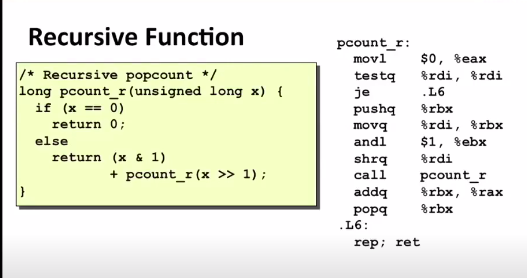 Recursive Function
/* Recursive popcount */
long pcount_r(unsigned long x) {
  if (x == 0)
    return 0;
  else
    return (x & 1)
           + pcount_r(x >> 1);
}
pcount_r:
  movl    $0, %eax
  testq   %rdi, %rdi
  je      .L6
  pushq   %rbx
  movq    %rdi, %rbx
  andl    $1, %ebx
  shrq    %rdi
  call    pcount_r
  addq    %rbx, %rax
  popq    %rbx
.L6:
  rep; ret